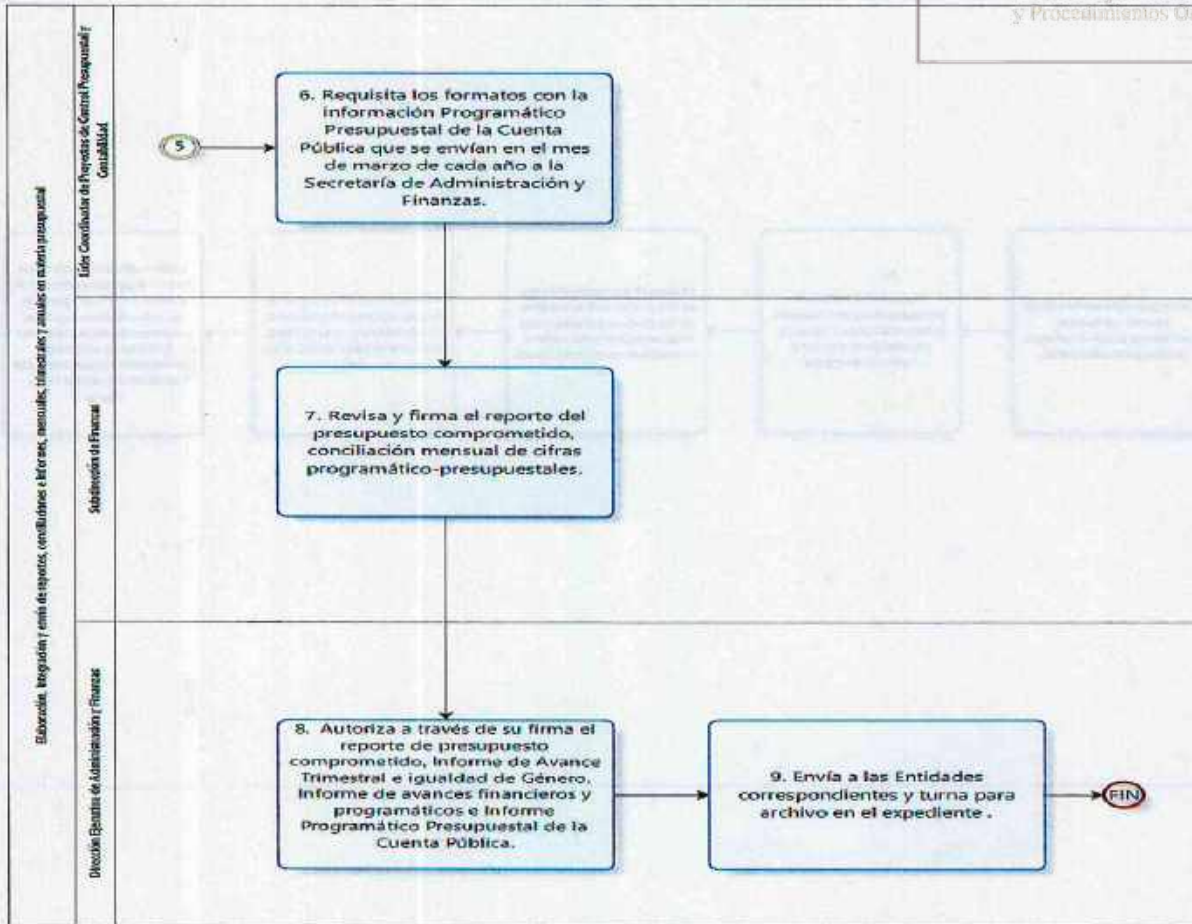 y Procedimientos O
Elaboración, integración y envío de reportes, conciliaciones e informes, mensuales, trimestrales y anuales en materia presupuestal
Líder Coordinador de Proyectos de Control Presupuestal y
Contabilidad
5
6. Requisita los formatos con la
información Programático
Presupuestal de la Cuenta
Pública que se envían en el mes
de marzo de cada año a la
Secretaría de Administración y
Finanzas.
Subdirección de Finanzas
7. Revisa y firma el reporte del
presupuesto comprometido,
conciliación mensual de cifras
programático-presupuestales.
Dirección Ejecutiva de Administración y Finanzas
8. Autoriza a través de su firma el
reporte de presupuesto
comprometido, Informe de Avance
Trimestral e igualdad de Género,
Informe de avances financieros y
programáticos e Informe
Programático Presupuestal de la
Cuenta Pública.
9. Envía a las Entidades
correspondientes y turna para
archivo en el expediente .
FIN